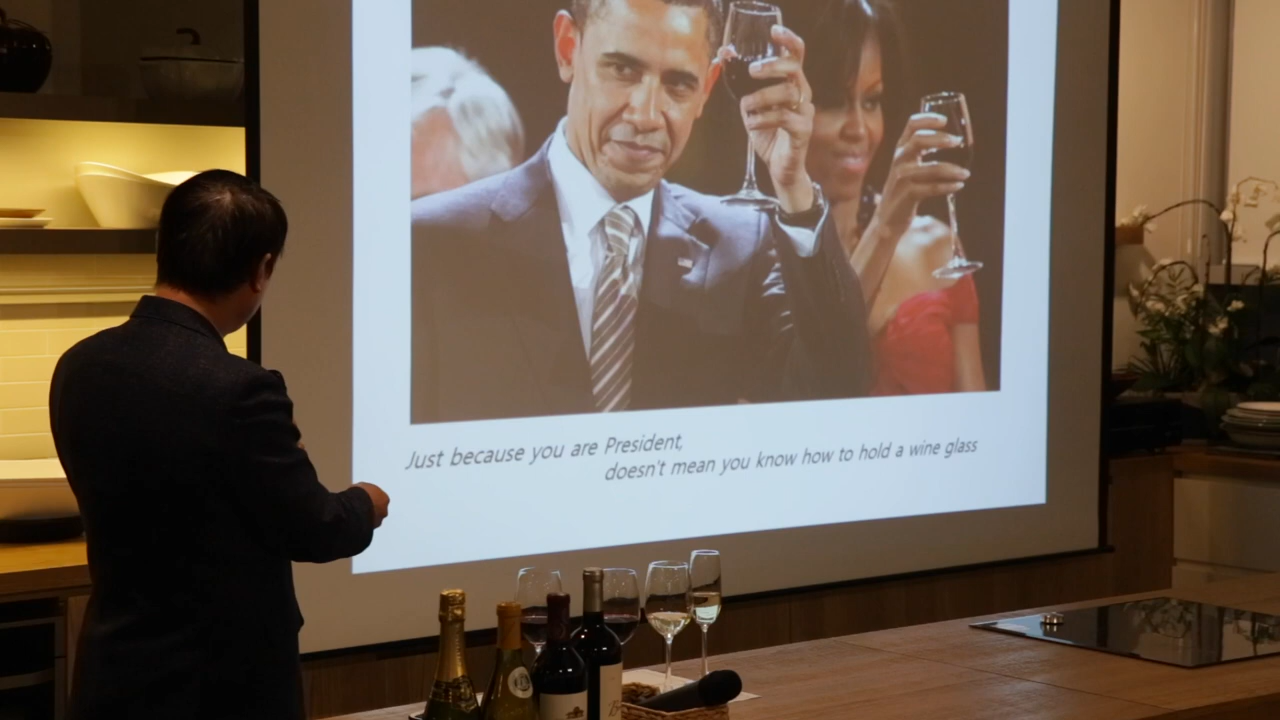 Just because you are President,
doesn't mean you know how to hold a wine glass